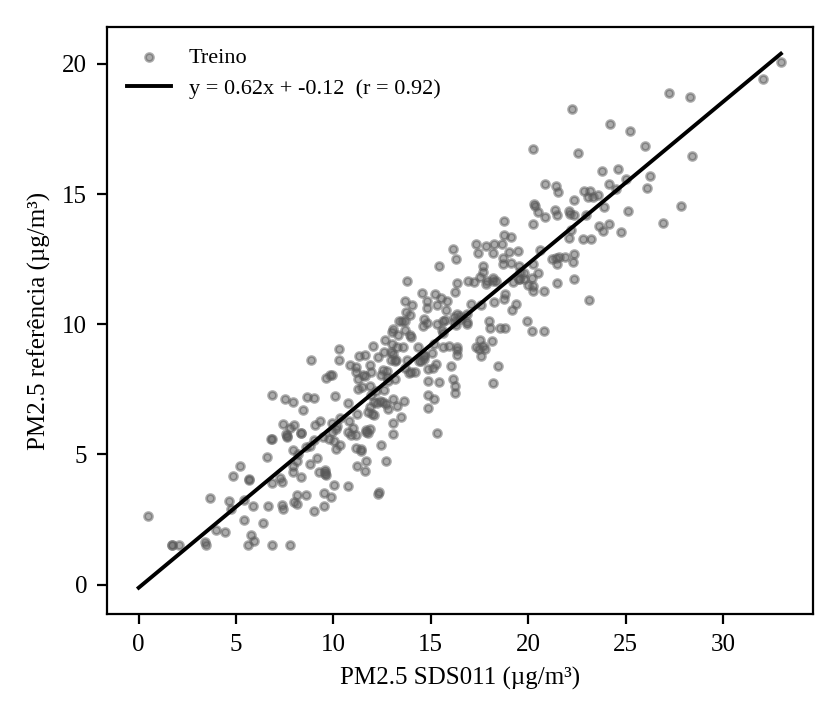 Treino
y = 0.62x + -0.12 (r = 0.92)
PM2.5 referência (µg/m³)
20
15
10
5
0
0 5 10 15 20 25 30
PM2.5 SDS011 (µg/m³)